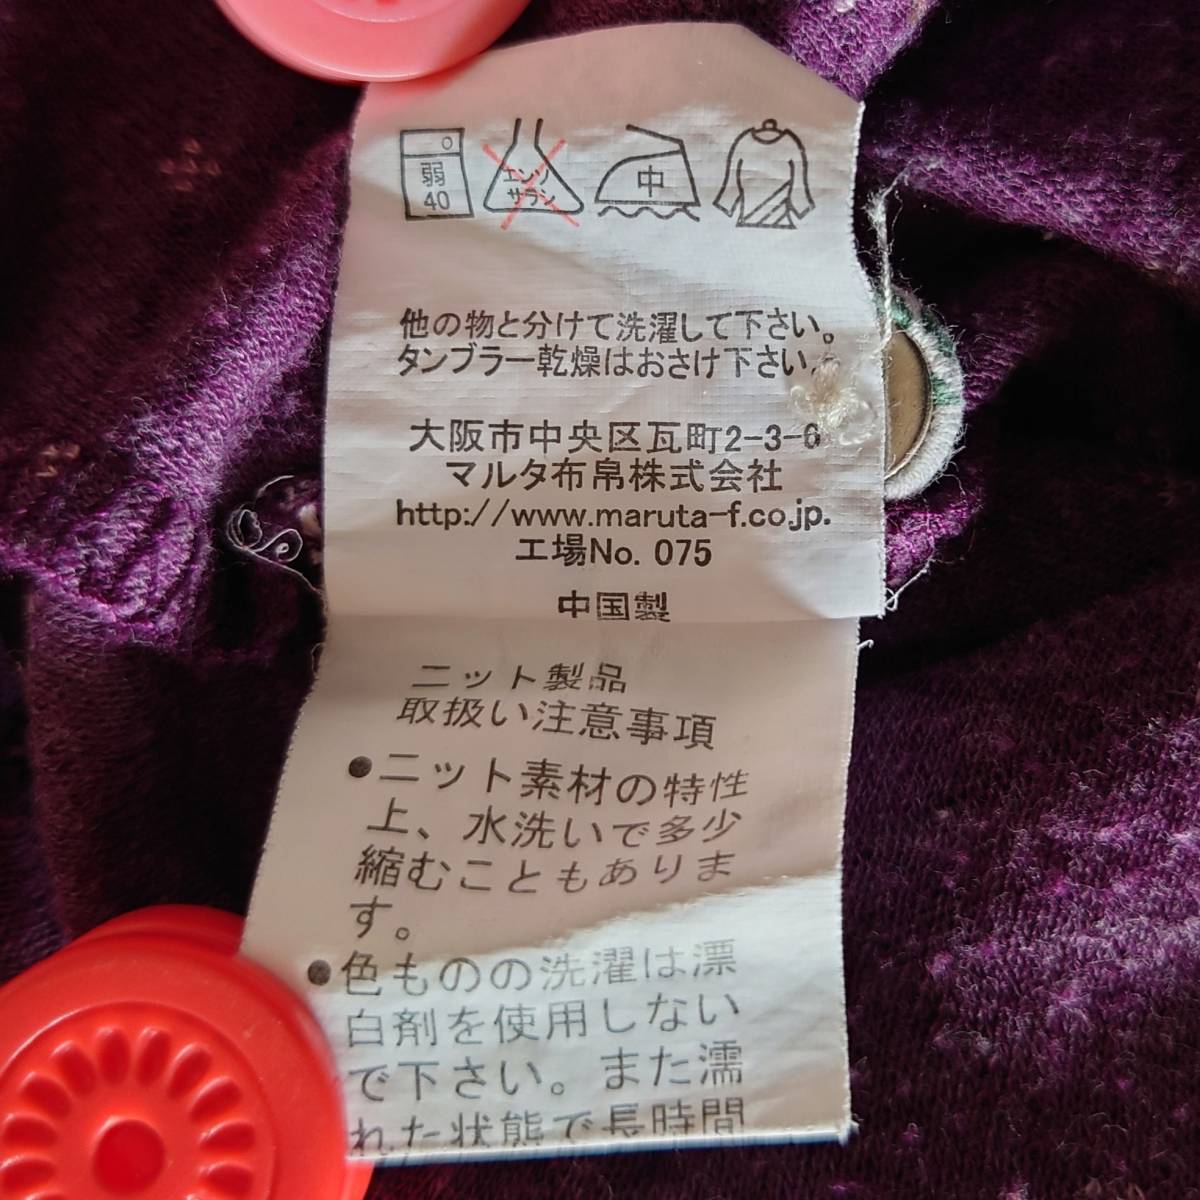 弱
40
エンソ
サラシ
中
他の物と分けて洗濯して下さい。
タンブラー乾燥はおさけ下さい。
大阪市中央区瓦町2-3-6
マルタ布帛株式会社
http://www.maruta-f.co.jp.
工場No. 075
中国製
ニット製品
取扱い注意事項
●ニット素材の特性
上、水洗いで多少
縮むこともありま
す。
●色ものの洗濯は漂
白剤を使用しない
で下さい。また濡
れた状態で長時間